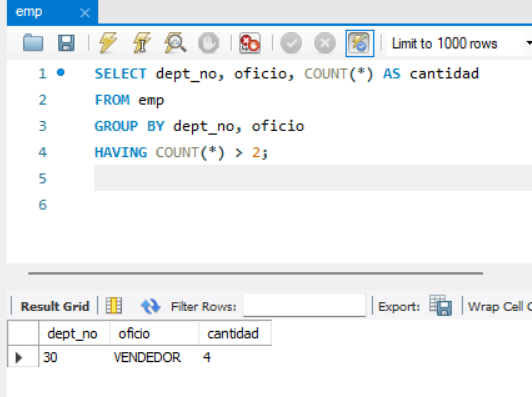 emp ×
Limit to 1000 rows
1 SELECT dept_no, oficio, COUNT(*) AS cantidad
2 FROM emp
3 GROUP BY dept_no, oficio
4 HAVING COUNT(*) > 2;
5
6
Result Grid Filter Rows: Export: Wrap Cell C
dept_no oficio cantidad
30 VENDEDOR 4